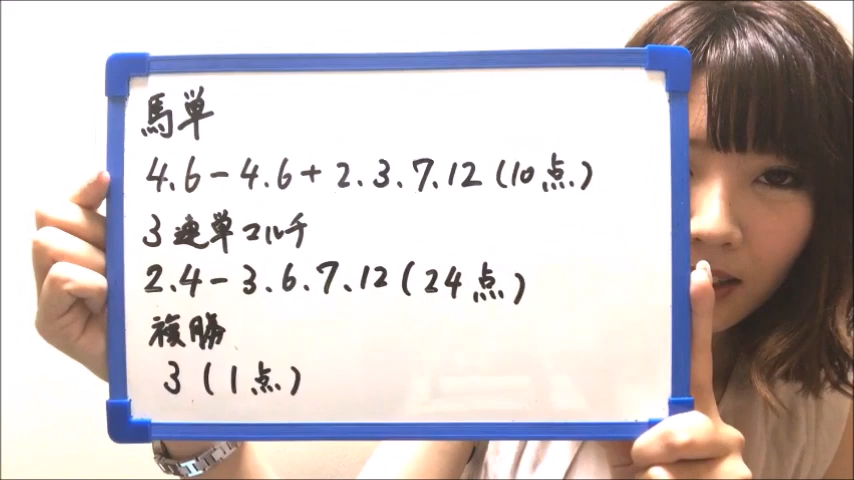 馬単
4.6-4.6+2.3.7.12(10点)
3連単マルチ
2.4-3.6.7.12(24点)
複勝
3(1点)